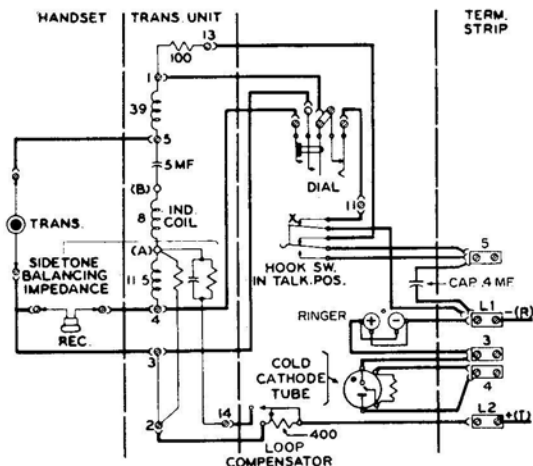 HANDSET
TRANS. UNIT
TERM.
STRIP
13
100
1
39
5
5 MF
(B)
DIAL
TRANS.
8
IND.
COIL
11
X
(A)
5
SIDETONE
BALANCING
IMPEDANCE
HOOK SW.
IN TALK. POS.
CAP .4 MF
11 5
4
RINGER
+
-
L1
-(R)
REC.
3
3
COLD
CATHODE
TUBE
4
2
14
L2
+(T)
400
LOOP
COMPENSATOR